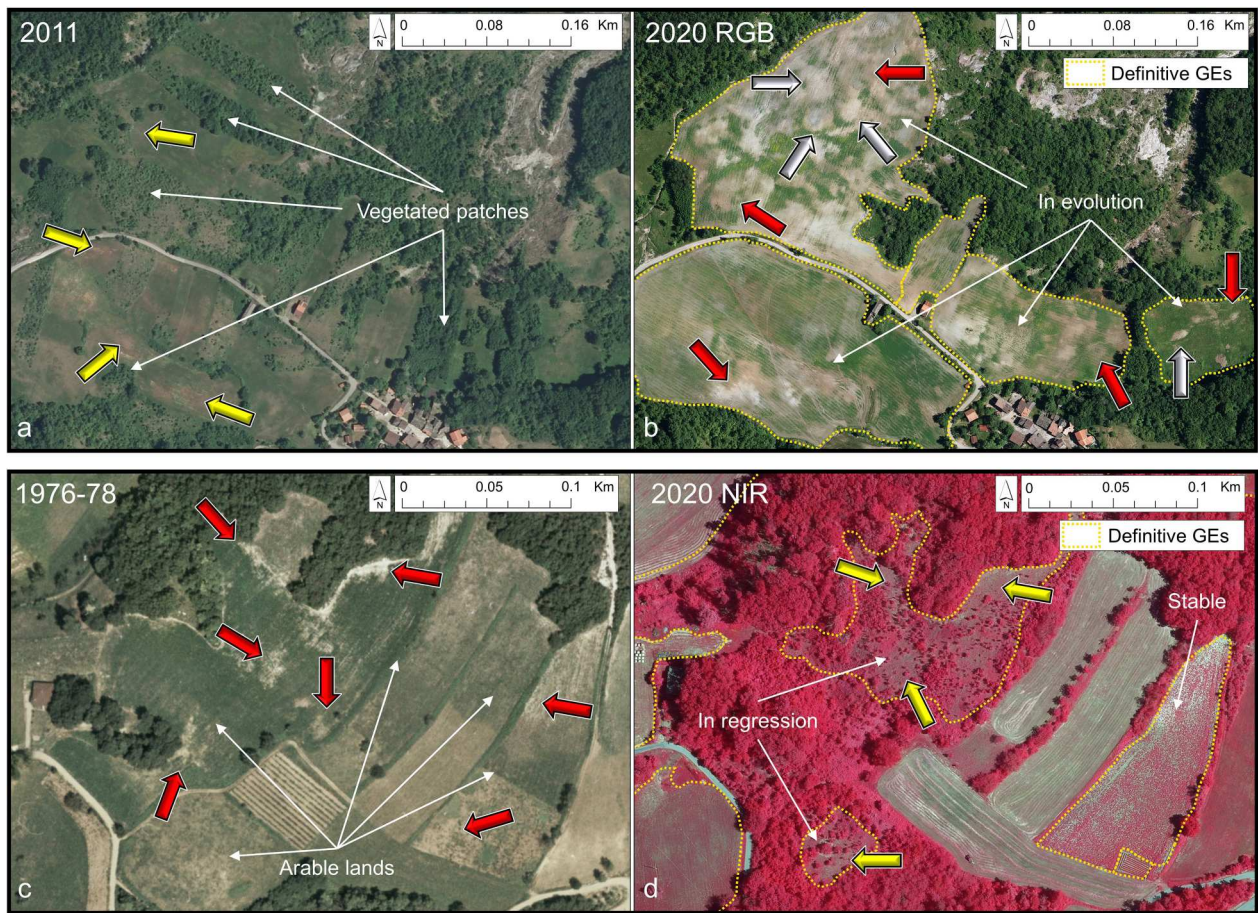 2011
N
0 0.08 0.16 Km
Vegetated patches
a
2020 RGB
N
0 0.08 0.16 Km
Definitive GEs
In evolution
b
1976-78
N
0 0.05 0.1 Km
Arable lands
c
2020 NIR
N
0 0.05 0.1 Km
Definitive GEs
Stable
In regression
d